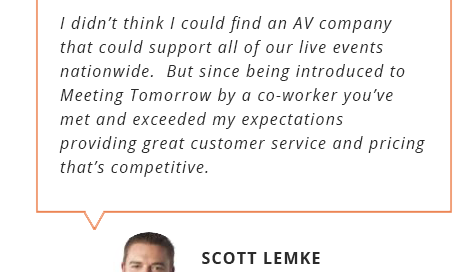 I didn’t think I could find an AV company
that could support all of our live events
nationwide.  But since being introduced to
Meeting Tomorrow by a co-worker you’ve
met and exceeded my expectations
providing great customer service and pricing
that’s competitive.
SCOTT LEMKE